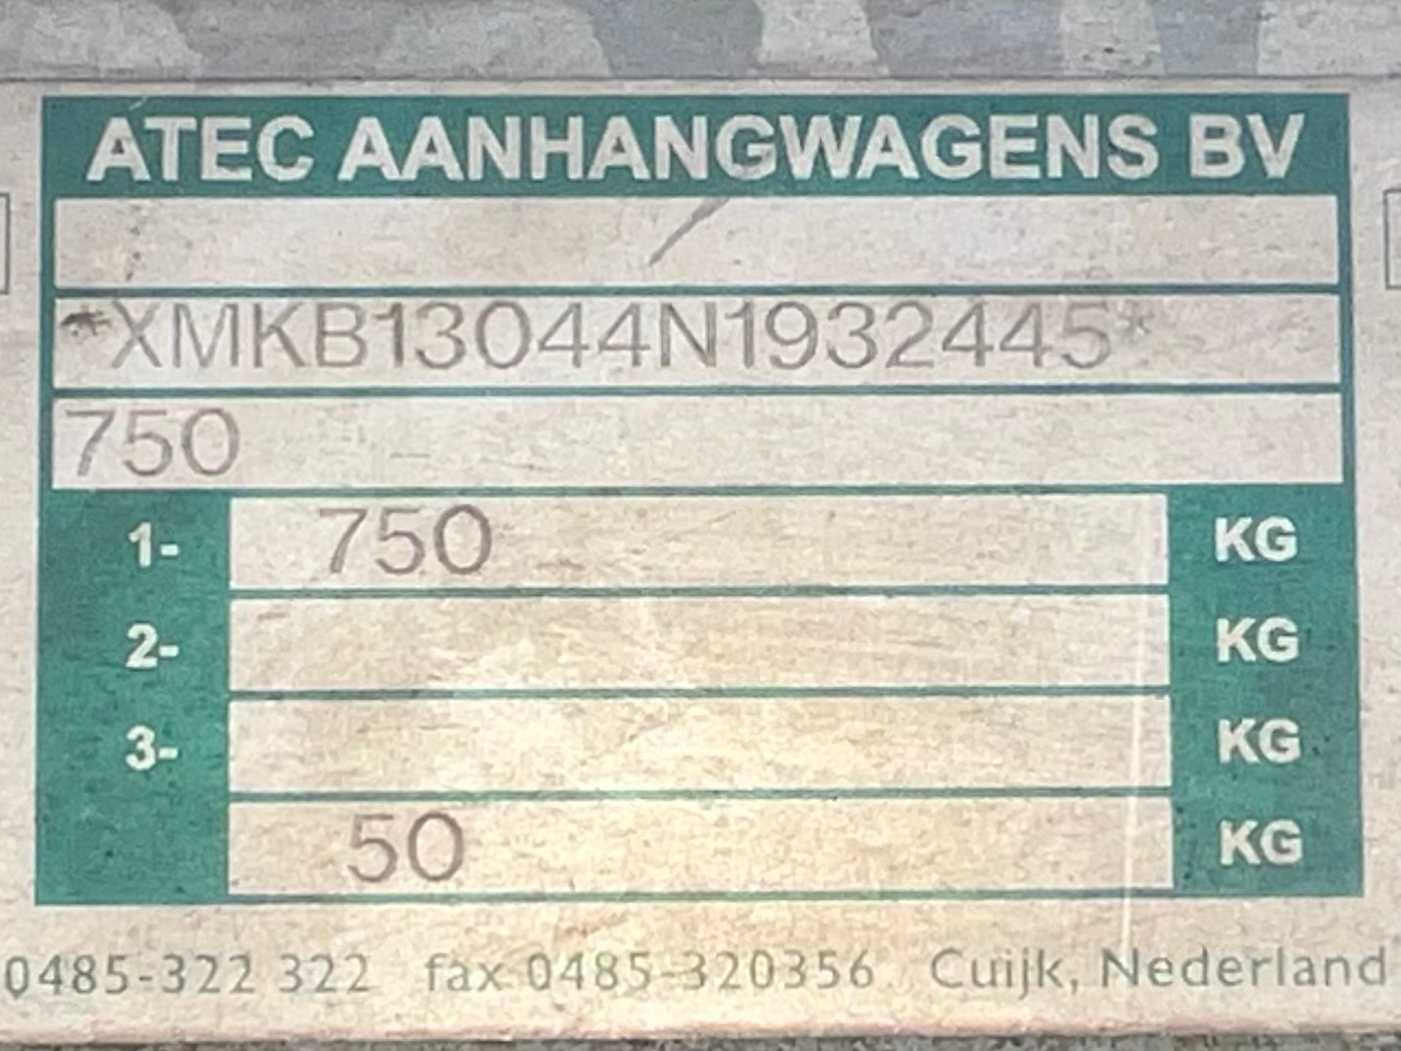 ATEC AANHANGWAGENS BV
/
*XMKB13044N1932445*
750
1- 750 KG
2- KG
3- KG
50 KG
0485-322 322 fax 0485-320356 Cuijk, Nederland